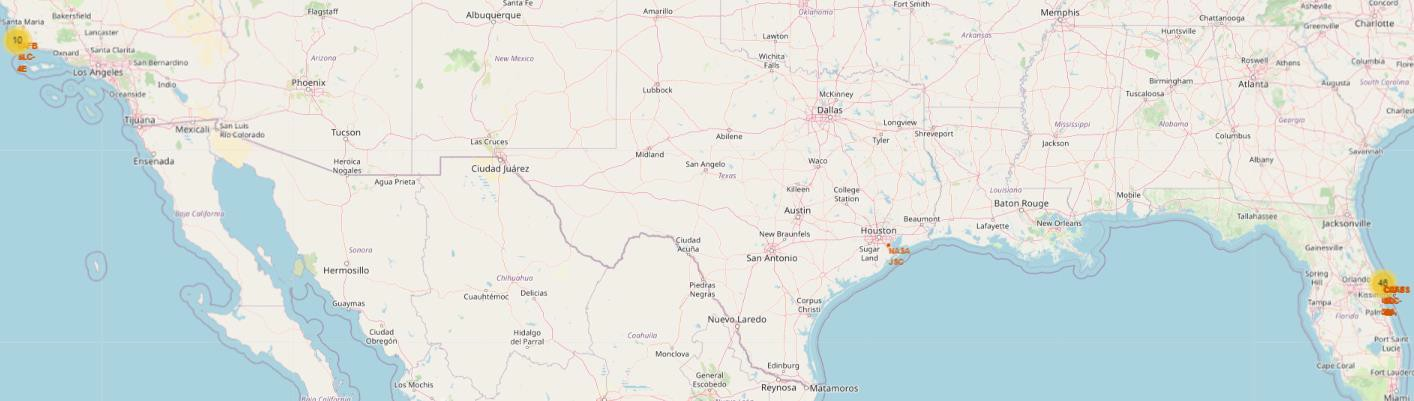 Santa Maria
Bakersfield
Flagstaff
Santa Fe
Albuquerque
Amarillo
Oklahoma
Fort Smith
Memphis
Chattanooga
Asheville
Concord
Greenville
Charlotte
10
Lancaster
Oxnard
Santa Clarita
San Bernardino
Los Angeles
Indio
Oceanside
SLC-
4E
Arizona
New Mexico
Phoenix
Lawton
Wichita
Falls
Arkansas
Huntsville
Roswell
Athens
Columbia
Atlanta
South Carolina
Birmingham
Tuscaloosa
Augusta
Lubbock
McKinney
Dallas
Tijuana
Mexicali
San Luis
Río Colorado
Tucson
Las Cruces
Abilene
Longview
Tyler
Shreveport
Mississippi
Alabama
Georgia
Columbus
Jackson
Savannah
Ensenada
Heroica
Nogales
Agua Prieta
Ciudad Juárez
Midland
San Angelo
Texas
Waco
Albany
Killeen
College
Station
Louisiana
Austin
Baton Rouge
Mobile
Baja California
Beaumont
Lafayette
New Orleans
Tallahassee
Jacksonville
Sonora
Hermosillo
Ciudad
Acuña
New Braunfels
San Antonio
Houston
Sugar
Land
NASA
JSC
Gainesville
Chihuahua
Cuauhtémoc
Delicias
Piedras
Negras
Corpus
Christi
Spring
Hill
Orlando
46
Tampa
Florida
Guaymas
Ciudad
Obregón
Hidalgo
del Parral
Coahuila
Nuevo Laredo
Monclova
Port Saint
Lucie
Edinburg
Cape Coral
Los Mochis
General
Escobedo
Reynosa
Matamoros
Miami
Baja California